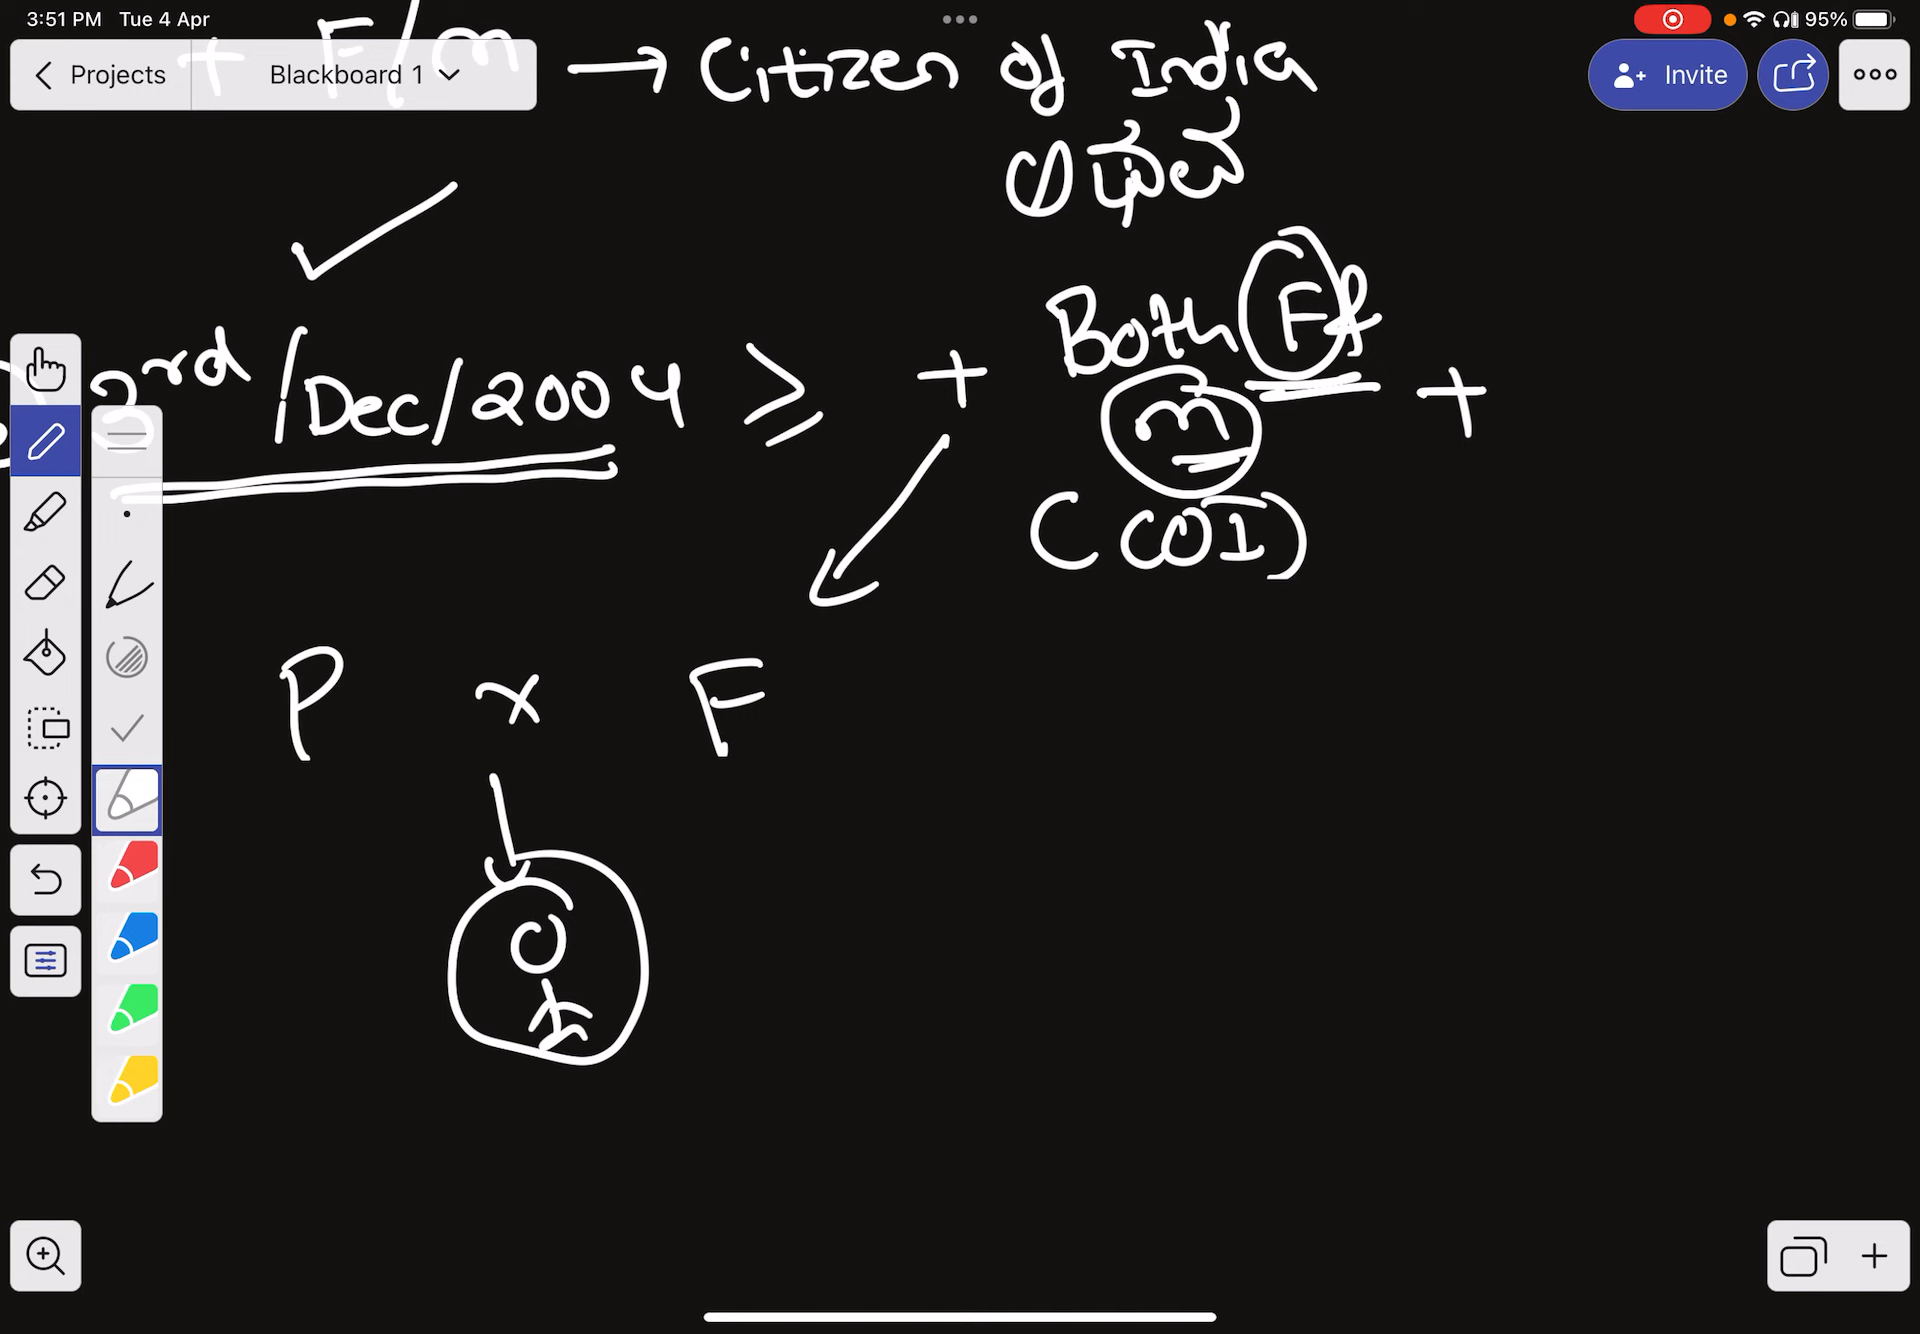 3:51 PM Tue 4 Apr
95%
Projects
Blackboard 1
Invite
+ F/m → Citizen of India
3rd /Dec/2004 ≥ + Both F &
m +
(COI)
P x F